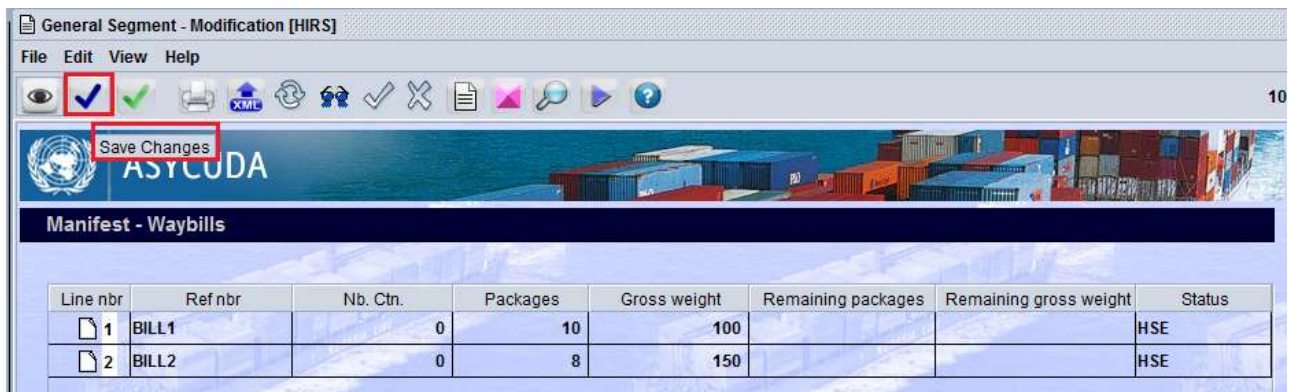 General Segment - Modification [HIRS]
File Edit View Help
XML
10
Save Changes
ASYCUDA
Manifest - Waybills
Line nbr Ref nbr Nb. Ctn. Packages Gross weight Remaining packages Remaining gross weight Status
1 BILL1 0 10 100 HSE
2 BILL2 0 8 150 HSE